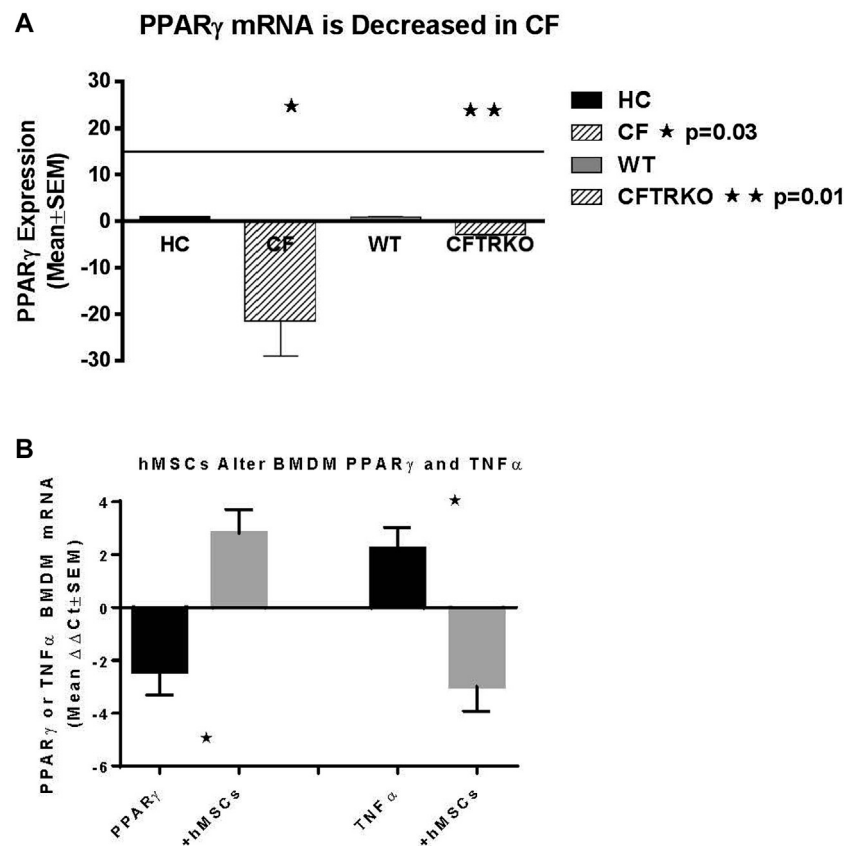 A
PPARγ mRNA is Decreased in CF
PPARγ Expression
(Mean±SEM)
30
20
10
0
-10
-20
-30
HC
CF
WT
CFTRKO
★
★ ★
HC
CF ★ p=0.03
WT
CFTRKO ★ ★ p=0.01
B
hMSCs Alter BMDM PPARγ and TNFα
PPARγ or TNFα BMDM mRNA
(Mean ΔΔCt±SEM)
4
2
0
-2
-4
-6
★
★
PPARγ
+hMSCs
TNFα
+hMSCs